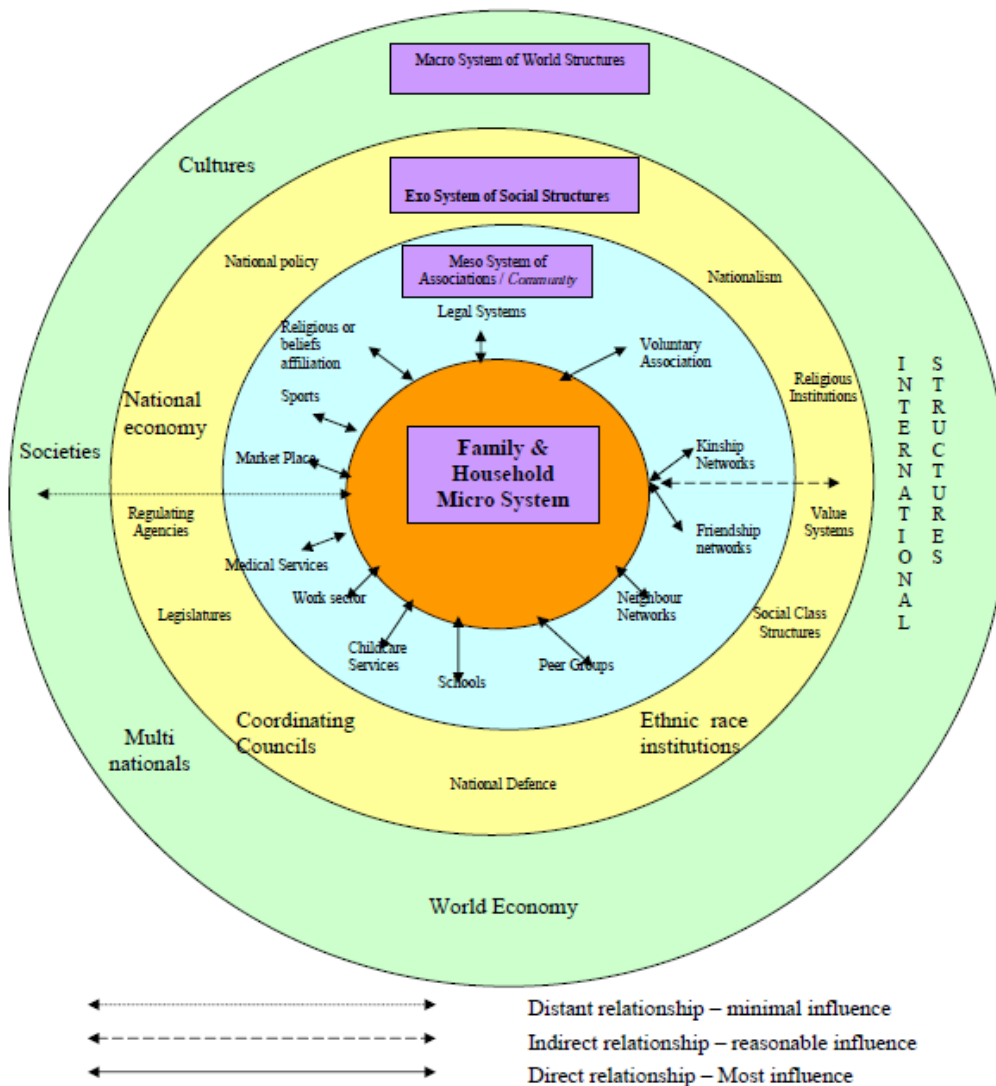 Macro System of World Structures
Cultures
Exo System of Social Structures
National policy
Meso System of
Associations / Community
Nationalism
Legal Systems
Religious or
beliefs
affiliation
Voluntary
Association
Sports
National
economy
Religious
Institutions
INTERNATIONAL
STRUCTURES
Societies
Market Place
Family &
Household
Micro System
Kinship
Networks
Regulating
Agencies
Value
Systems
Medical Services
Friendship
networks
Work sector
Neighbour
Networks
Legislatures
Social Class
Structures
Childcare
Services
Schools
Peer Groups
Coordinating
Councils
Ethnic race
institutions
Multi
nationals
National Defence
World Economy
Distant relationship – minimal influence
Indirect relationship – reasonable influence
Direct relationship – Most influence